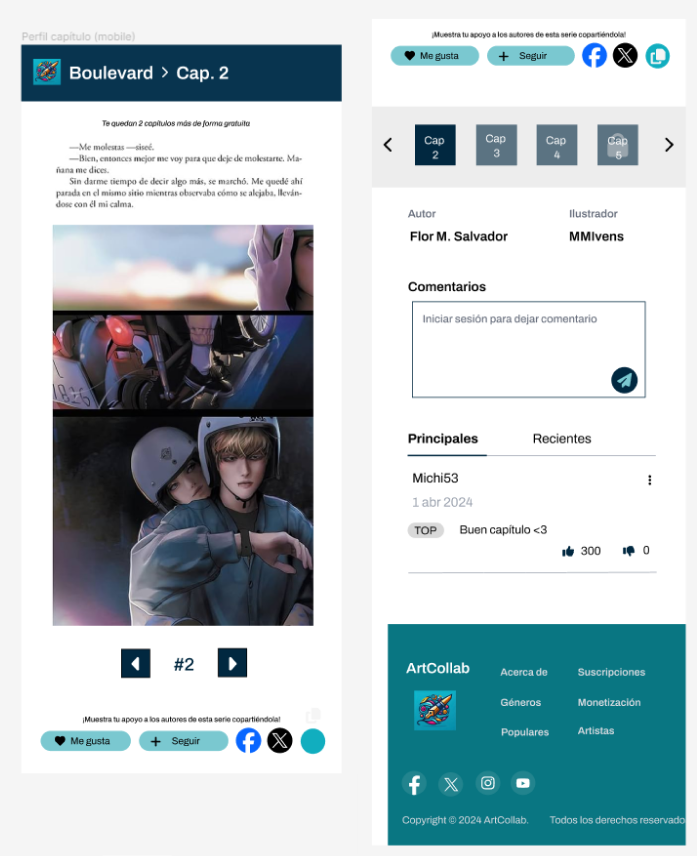 Perfil capítulo (mobile)
Boulevard > Cap. 2
Te quedan 2 capítulos más de forma gratuita
—Me molestas —siseé.
—Bien, entonces mejor me voy para que deje de molestarte. Ma-
ñana me dices.
Sin darme tiempo de decir algo más, se marchó. Me quedé ahí
parada en el mismo sitio mientras observaba cómo se alejaba, lleván-
dose con él mi calma.
#2
¡Muestra tu apoyo a los autores de esta serie copartiéndola!
Me gusta
Seguir
¡Muestra tu apoyo a los autores de esta serie copartiéndola!
Me gusta
Seguir
Cap
2
Cap
3
Cap
4
Cap
5
Autor
Ilustrador
Flor M. Salvador
MMIvens
Comentarios
Iniciar sesión para dejar comentario
Principales
Recientes
Michi53
1 abr 2024
TOP
Buen capítulo <3
300
0
ArtCollab
Acerca de
Suscripciones
Géneros
Monetización
Populares
Artistas
Copyright © 2024 ArtCollab.
Todos los derechos reservado